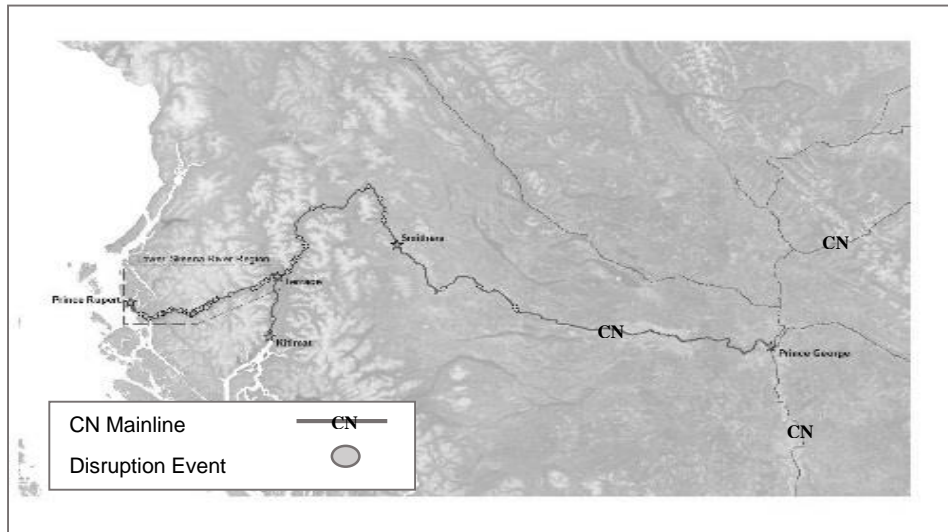 Lower Skeena River Region
Smithers
CN
Terrace
Prince Rupert
Kitimat
CN
Prince George
CN
CN Mainline CN
Disruption Event